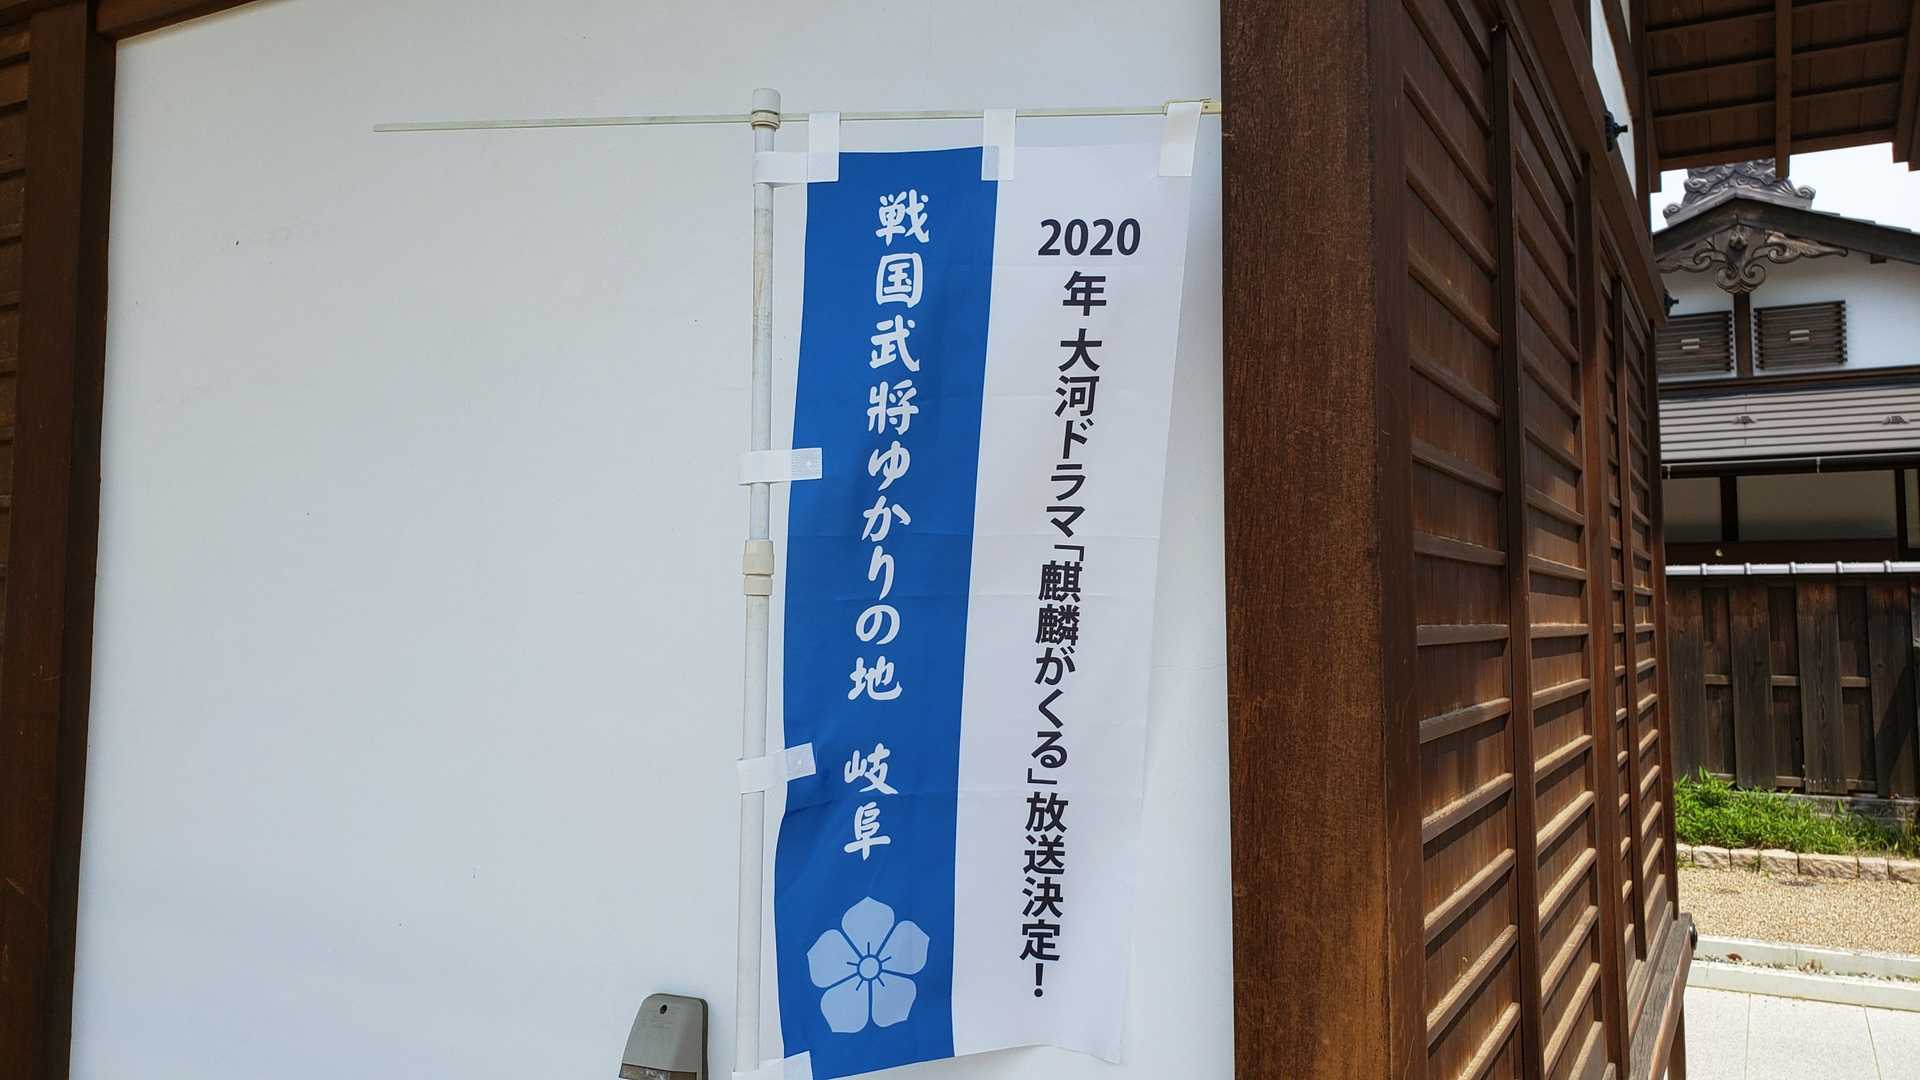 2020年 大河ドラマ「麒麟がくる」放送決定!
戦国武將ゆかりの地 岐阜